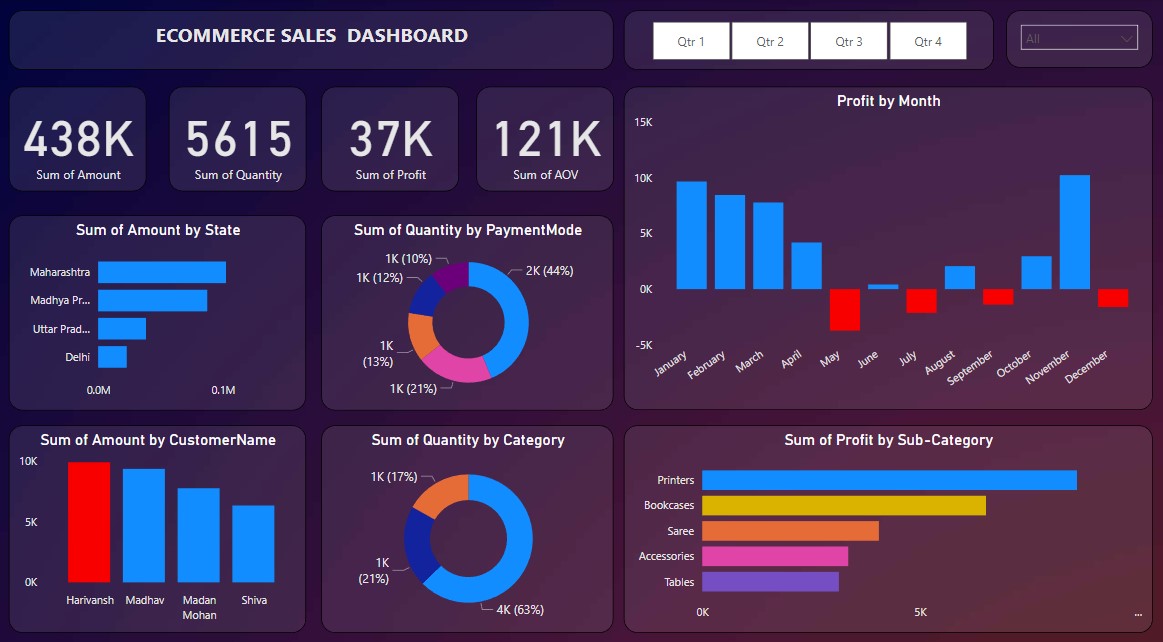 ECOMMERCE SALES  DASHBOARD
Qtr 1
Qtr 2
Qtr 3
Qtr 4
All
438K
Sum of Amount
5615
Sum of Quantity
37K
Sum of Profit
121K
Sum of AOV
Profit by Month
15K
10K
5K
0K
-5K
January
February
March
April
May
June
July
August
September
October
November
December
Sum of Amount by State
Maharashtra
Madhya Pr...
Uttar Prad...
Delhi
0.0M
0.1M
Sum of Quantity by PaymentMode
1K (10%)
2K (44%)
1K (12%)
1K
(13%)
1K (21%)
Sum of Amount by CustomerName
10K
5K
0K
Harivansh
Madhav
Madan
Mohan
Shiva
Sum of Quantity by Category
1K (17%)
1K
(21%)
4K (63%)
Sum of Profit by Sub-Category
Printers
Bookcases
Saree
Accessories
Tables
0K
5K
...